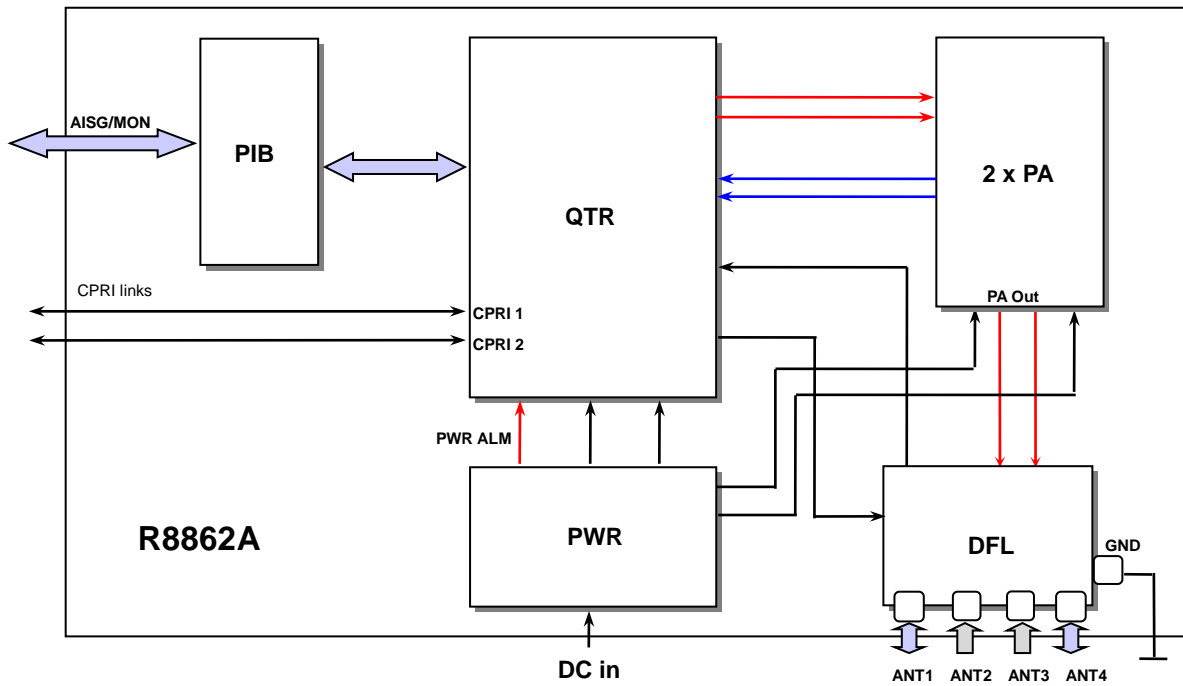 AISG/MON
PIB
QTR
2 x PA
PA Out
CPRI links
CPRI 1
CPRI 2
PWR ALM
R8862A
PWR
DFL
GND
DC in
ANT1
ANT2
ANT3
ANT4